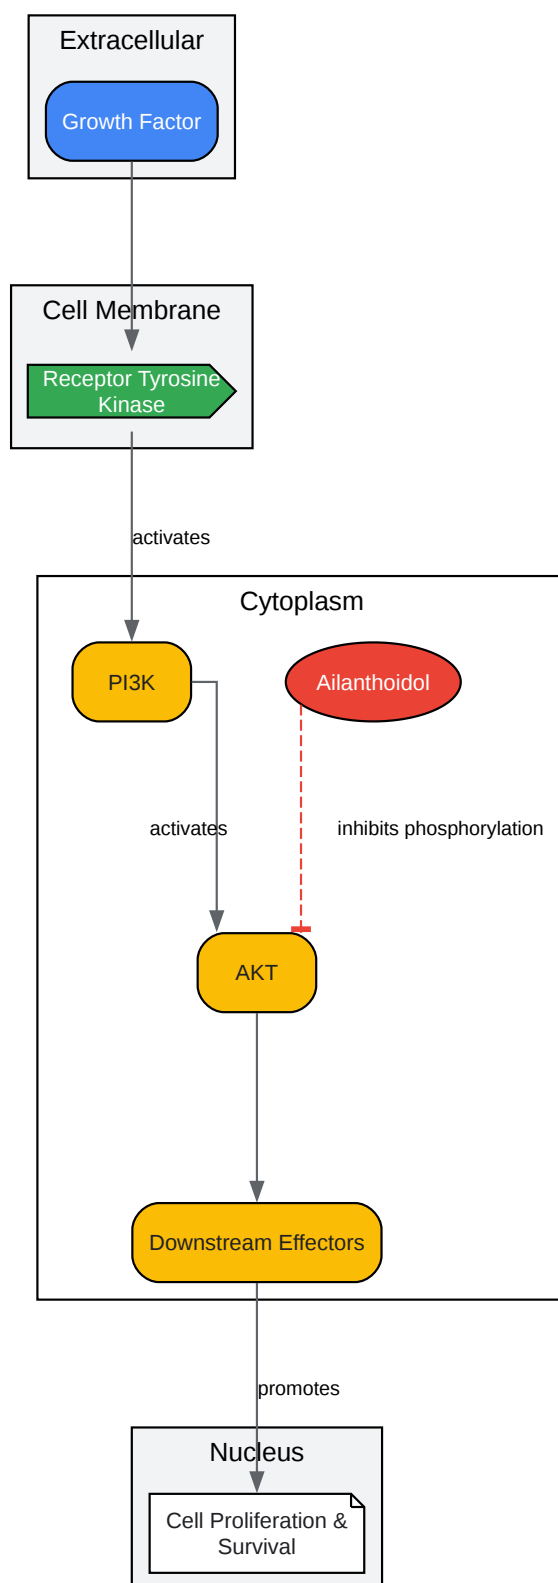 Extracellular
Growth Factor
Cell Membrane
Receptor Tyrosine
Kinase
activates
Cytoplasm
PI3K
Ailanthoidol
activates
inhibits phosphorylation
AKT
Downstream Effectors
promotes
Nucleus
Cell Proliferation &
Survival